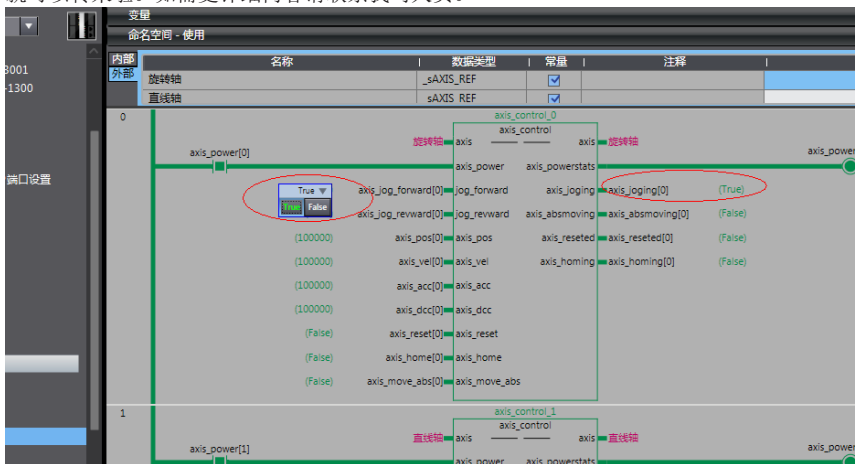 变量
命名空间 - 使用
3001
-1300
端口设置
内部
外部
名称 | 数据类型 | 常量 | 注释 |
旋转轴 _sAXIS_REF
直线轴 sAXIS REF
0
axis_control_0
axis_control
旋转轴 axis axis 旋转轴
axis_power[0] axis_power
axis_power axis_powerstats
True
True False
axis_jog_forward[0] jog_forward axis_joging axis_joging[0] (True)
axis_jog_revward[0] jog_revward axis_absmoving axis_absmoving[0] (False)
(100000) axis_pos[0] axis_pos axis_reseted axis_reseted[0] (False)
(100000) axis_vel[0] axis_vel axis_homing axis_homing[0] (False)
(100000) axis_acc[0] axis_acc
(100000) axis_dcc[0] axis_dcc
(False) axis_reset[0] axis_reset
(False) axis_home[0] axis_home
(False) axis_move_abs[0] axis_move_abs
1
axis_control_1
axis_control
直线轴 axis axis 直线轴
axis_power[1] axis_power
axis_power axis_powerstats